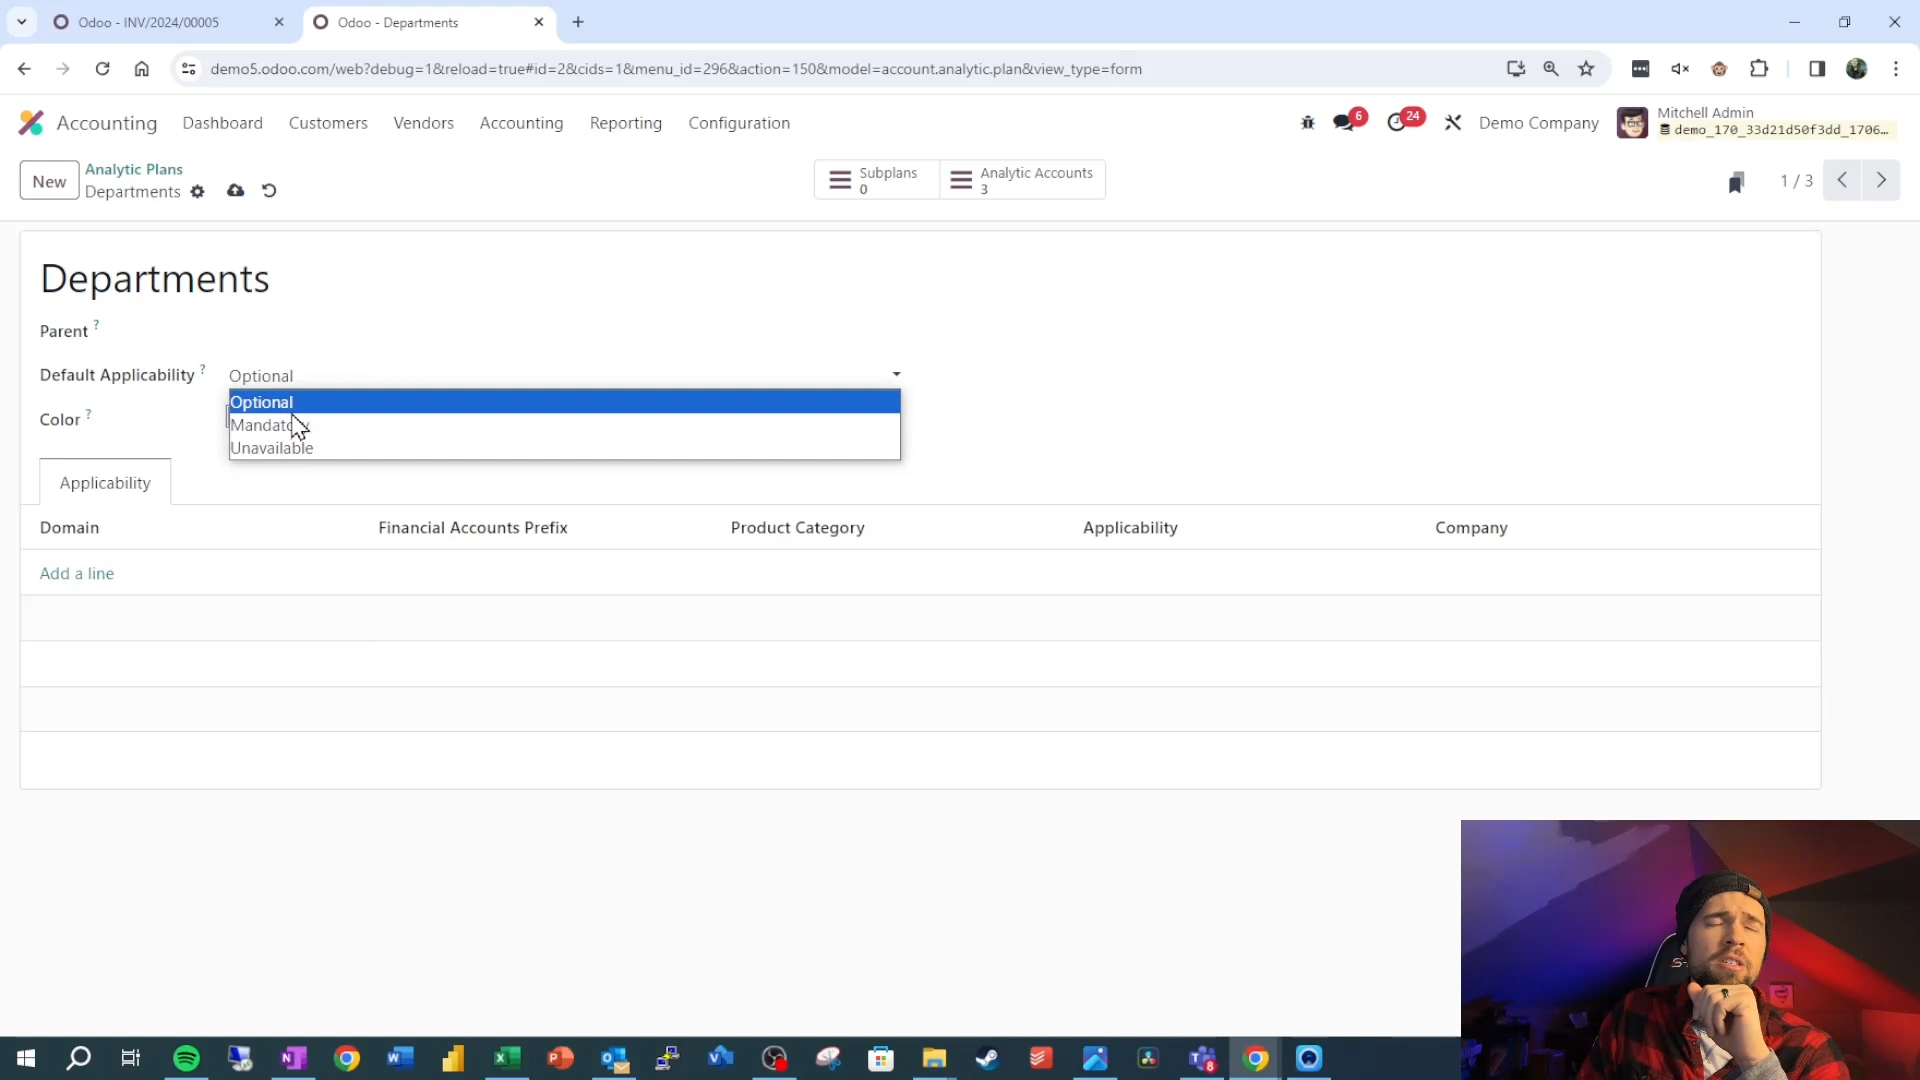 Odoo - INV/2024/00005
Odoo - Departments
demo5.odoo.com/web?debug=1&reload=true#id=2&cids=1&menu_id=296&action=150&model=account.analytic.plan&view_type=form
Accounting
Dashboard
Customers
Vendors
Accounting
Reporting
Configuration
6
24
Demo Company
Mitchell Admin
demo_170_33d21d50f3dd_1706...
New
Analytic Plans
Departments
Subplans
0
Analytic Accounts
3
1 / 3
Departments
Parent ?
Default Applicability ?
Optional
Optional
Mandatory
Unavailable
Color ?
Applicability
Domain
Financial Accounts Prefix
Product Category
Applicability
Company
Add a line
8